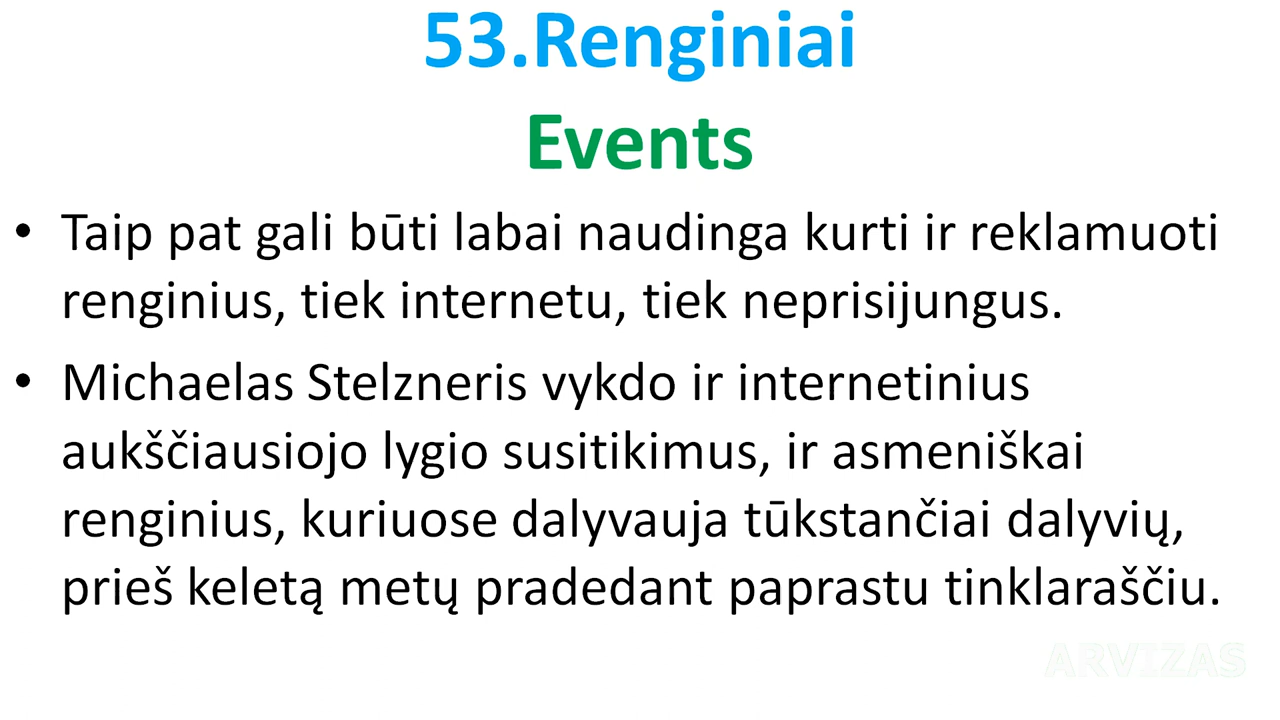 53.Renginiai
Events
• Taip pat gali būti labai naudinga kurti ir reklamuoti
renginius, tiek internetu, tiek neprisijungus.
• Michaelas Stelzneris vykdo ir internetinius
aukščiausiojo lygio susitikimus, ir asmeniškai
renginius, kuriuose dalyvauja tūkstančiai dalyvių,
prieš keletą metų pradedant paprastu tinklaraščiu.
ARVIZAS